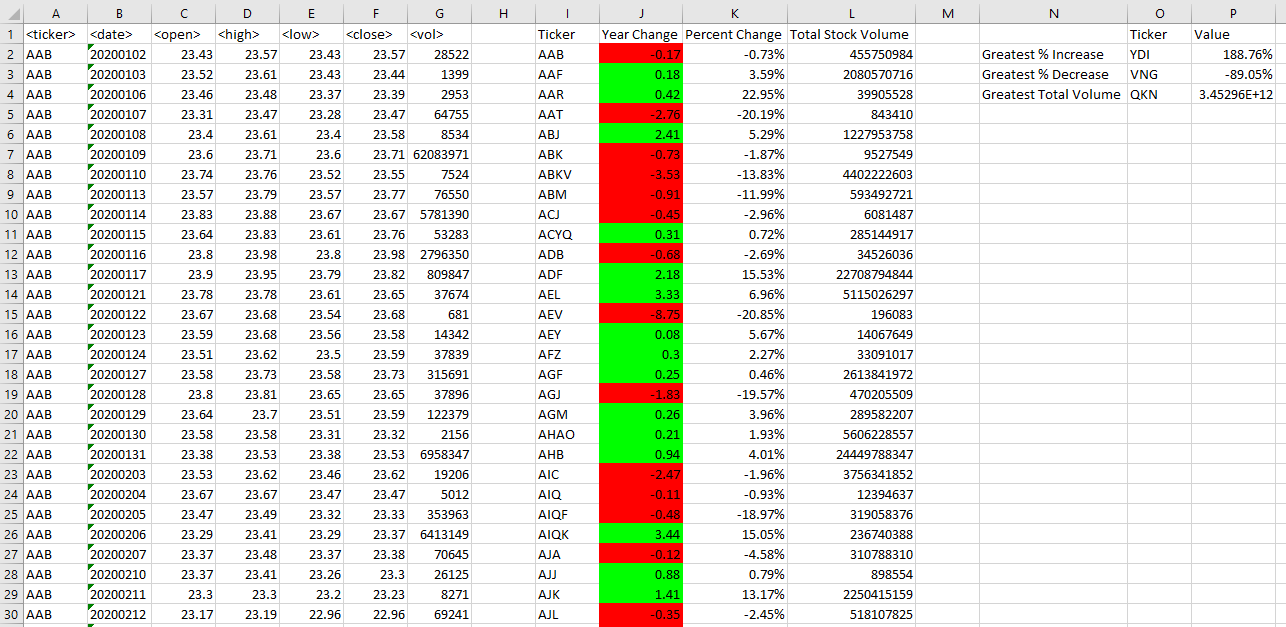 A B C D E F G H I J K L M N O P
1 <ticker> <date> <open> <high> <low> <close> <vol> Ticker Year Change Percent Change Total Stock Volume Ticker Value
2 AAB 20200102 23.43 23.57 23.43 23.57 28522 AAB -0.17 -0.73% 455750984 Greatest % Increase YDI 188.76%
3 AAB 20200103 23.52 23.61 23.43 23.44 1399 AAF 0.18 3.59% 2080570716 Greatest % Decrease VNG -89.05%
4 AAB 20200106 23.46 23.48 23.37 23.39 2953 AAR 0.42 22.95% 39905528 Greatest Total Volume QKN 3.45296E+12
5 AAB 20200107 23.31 23.47 23.28 23.47 64755 AAT -2.76 -20.19% 843410
6 AAB 20200108 23.4 23.61 23.4 23.58 8534 ABJ 2.41 5.29% 1227953758
7 AAB 20200109 23.6 23.71 23.6 23.71 62083971 ABK -0.73 -1.87% 9527549
8 AAB 20200110 23.74 23.76 23.52 23.55 7524 ABKV -3.53 -13.83% 4402222603
9 AAB 20200113 23.57 23.79 23.57 23.77 76550 ABM -0.91 -11.99% 593492721
10 AAB 20200114 23.83 23.88 23.67 23.67 5781390 ACJ -0.45 -2.96% 6081487
11 AAB 20200115 23.64 23.83 23.61 23.76 53283 ACYQ 0.31 0.72% 285144917
12 AAB 20200116 23.8 23.98 23.8 23.98 2796350 ADB -0.68 -2.69% 34526036
13 AAB 20200117 23.9 23.95 23.79 23.82 809847 ADF 2.18 15.53% 22708794844
14 AAB 20200121 23.78 23.78 23.61 23.65 37674 AEL 3.33 6.96% 5115026297
15 AAB 20200122 23.67 23.68 23.54 23.68 681 AEV -8.75 -20.85% 196083
16 AAB 20200123 23.59 23.68 23.56 23.58 14342 AEY 0.08 5.67% 14067649
17 AAB 20200124 23.51 23.62 23.5 23.59 37839 AFZ 0.3 2.27% 33091017
18 AAB 20200127 23.58 23.73 23.58 23.73 315691 AGF 0.25 0.46% 2613841972
19 AAB 20200128 23.8 23.81 23.65 23.65 37896 AGJ -1.83 -19.57% 470205509
20 AAB 20200129 23.64 23.7 23.51 23.59 122379 AGM 0.26 3.96% 289582207
21 AAB 20200130 23.58 23.58 23.31 23.32 2156 AHAO 0.21 1.93% 5606228557
22 AAB 20200131 23.38 23.53 23.38 23.53 6958347 AHB 0.94 4.01% 24449788347
23 AAB 20200203 23.53 23.62 23.46 23.62 19206 AIC -2.47 -1.96% 3756341852
24 AAB 20200204 23.67 23.67 23.47 23.47 5012 AIQ -0.11 -0.93% 12394637
25 AAB 20200205 23.47 23.49 23.32 23.33 353963 AIQF -0.48 -18.97% 319058376
26 AAB 20200206 23.29 23.41 23.29 23.37 6413149 AIQK 3.44 15.05% 236740388
27 AAB 20200207 23.37 23.48 23.37 23.38 70645 AJA -0.12 -4.58% 310788310
28 AAB 20200210 23.37 23.41 23.26 23.3 26125 AJJ 0.88 0.79% 898554
29 AAB 20200211 23.3 23.3 23.2 23.23 8271 AJK 1.41 13.17% 2250415159
30 AAB 20200212 23.17 23.19 22.96 22.96 69241 AJL -0.35 -2.45% 518107825